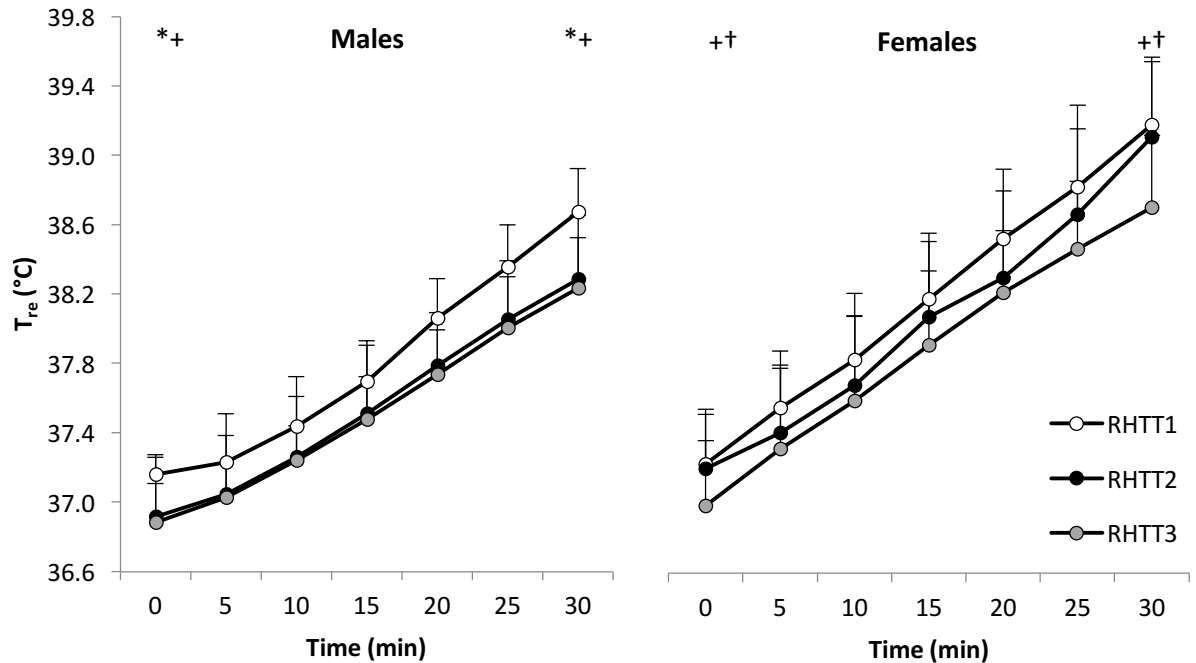 39.8
39.4
39.0
38.6
38.2
37.8
37.4
37.0
36.6
Tre (°C)
*+ Males *+
0 5 10 15 20 25 30
Time (min)
+† Females +†
0 5 10 15 20 25 30
Time (min)
RHTT1
RHTT2
RHTT3